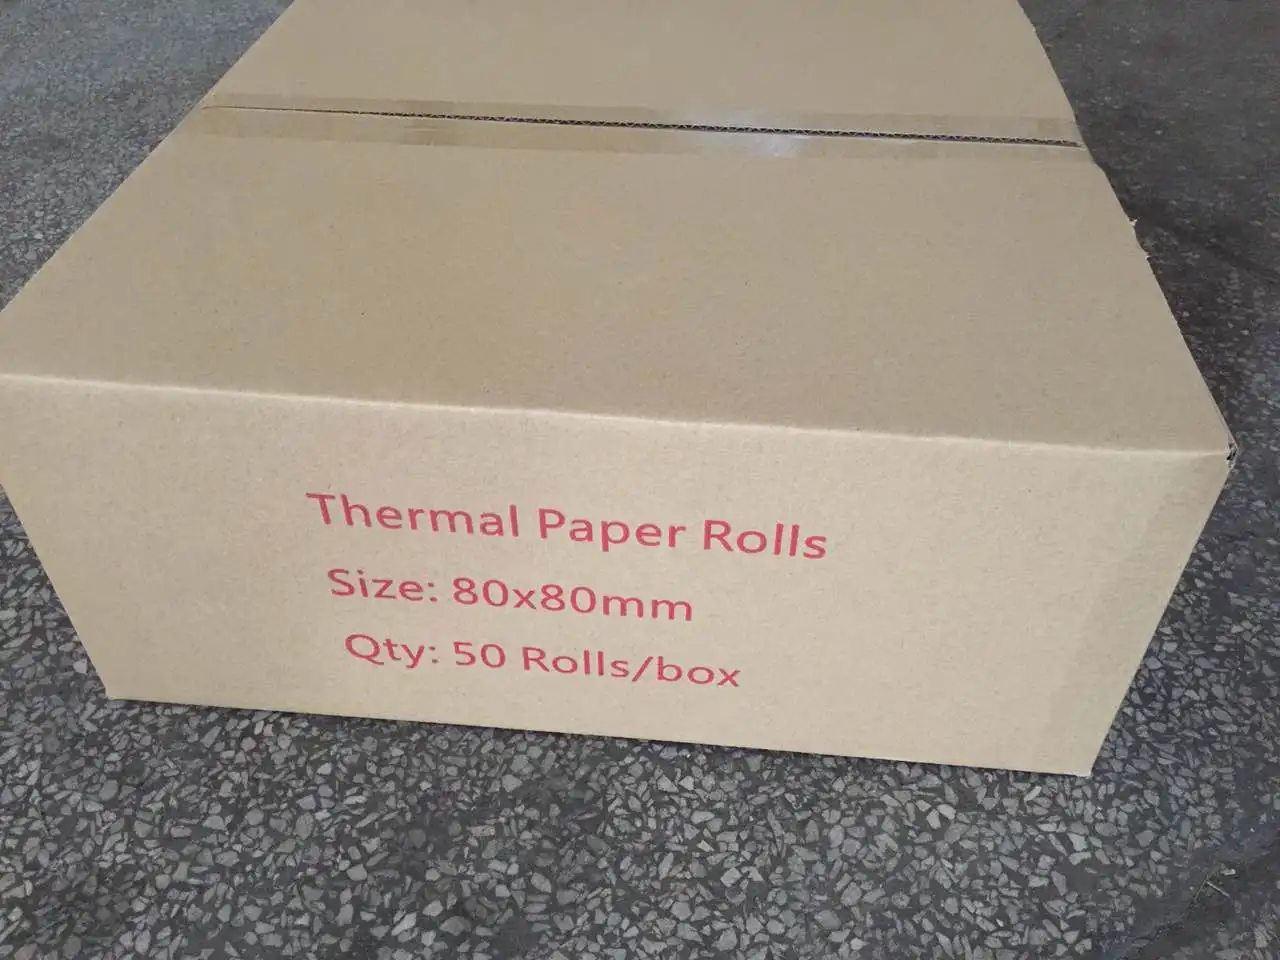 Thermal Paper Rolls
Size: 80x80mm
Qty: 50 Rolls/box